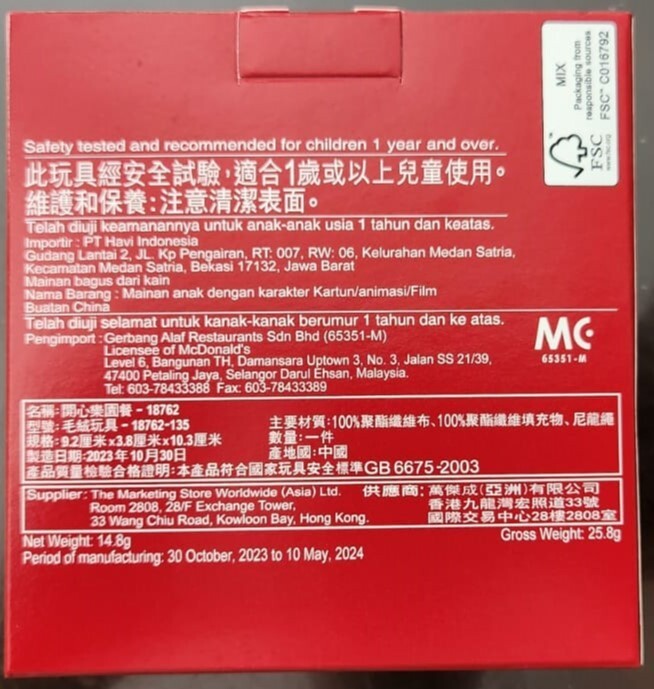 MIX
Packaging from
responsible sources
FSC™ C016792
FSC
Safety tested and recommended for children 1 year and over.
此玩具經安全試驗,適合1歲或以上兒童使用。
維護和保養:注意清潔表面。
Telah diuji keamanannya untuk anak-anak usia 1 tahun dan keatas.
Importir : PT Havi Indonesia
Gudang Lantai 2, JL. Kp Pengairan, RT: 007, RW: 06, Kelurahan Medan Satria,
Kecamatan Medan Satria, Bekasi 17132, Jawa Barat
Mainan bagus dari kain
Nama Barang : Mainan anak dengan karakter Kartun/animasi/Film
Buatan China
Telah diuji selamat untuk kanak-kanak berumur 1 tahun dan ke atas.
Pengimport : Gerbang Alaf Restaurants Sdn Bhd (65351-M)
Licensee of McDonald's
Level 6, Bangunan TH, Damansara Uptown 3, No. 3, Jalan SS 21/39,
47400 Petaling Jaya, Selangor Darul Ehsan, Malaysia.
Tel: 603-78433388 Fax: 603-78433389
MC
65351-M
名稱:開心樂園餐 - 18762
型號:毛絨玩具 - 18762-135
規格:9.2厘米x3.8厘米x10.3厘米
製造日期:2023年10月30日
主要材質:100%聚酯纖維布、100%聚酯纖維填充物、尼龍繩
數量:一件
產地國:中國
產品質量檢驗合格證明:本產品符合國家玩具安全標準GB 6675-2003
Supplier: The Marketing Store Worldwide (Asia) Ltd.
Room 2808, 28/F Exchange Tower,
33 Wang Chiu Road, Kowloon Bay, Hong Kong.
供應商:萬傑成(亞洲)有限公司
香港九龍灣宏照道33號
國際交易中心28樓2808室
Net Weight: 14.8g
Gross Weight: 25.8g
Period of manufacturing: 30 October, 2023 to 10 May, 2024